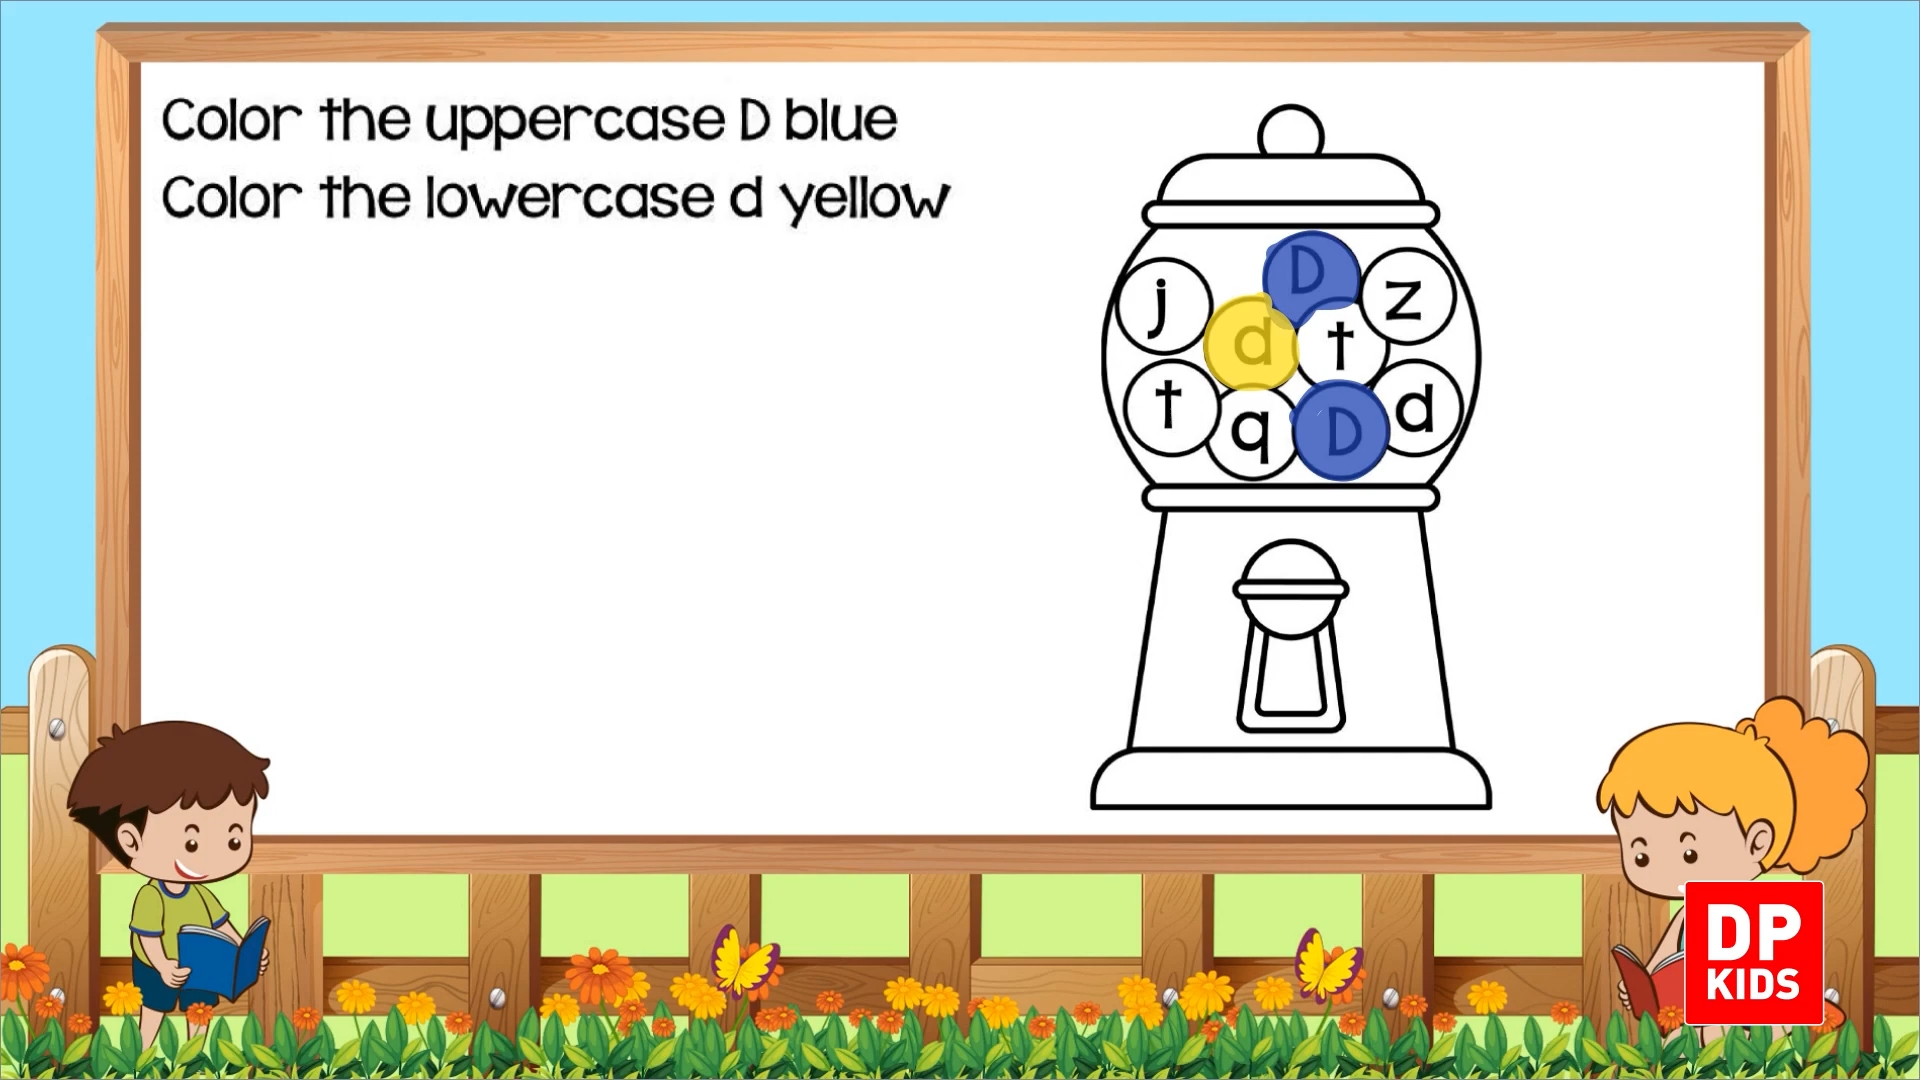 Color the uppercase D blue
Color the lowercase d yellow
D
j
z
d
t
t
d
q
D
DP
KIDS